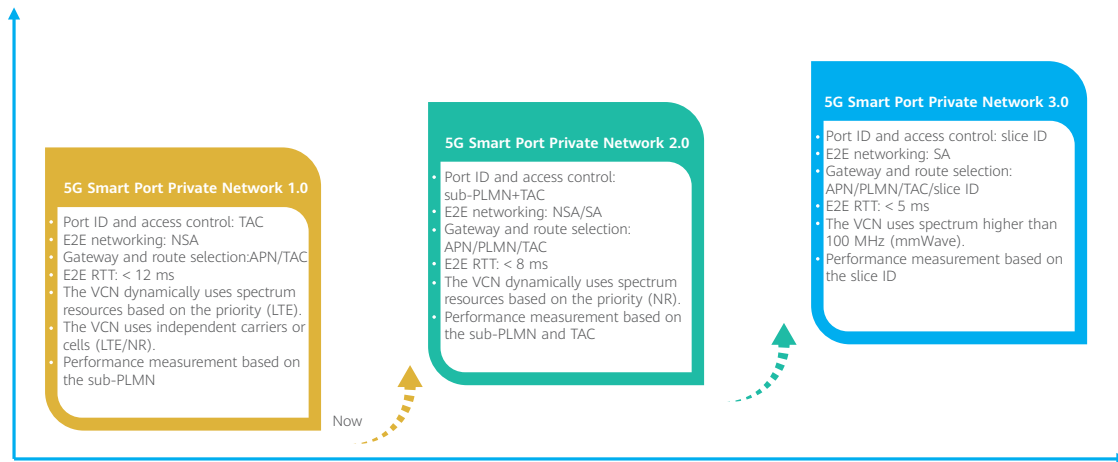 5G Smart Port Private Network 1.0
• Port ID and access control: TAC
• E2E networking: NSA
• Gateway and route selection:APN/TAC
• E2E RTT: < 12 ms
• The VCN dynamically uses spectrum
resources based on the priority (LTE).
• The VCN uses independent carriers or
cells (LTE/NR).
• Performance measurement based on
the sub-PLMN
Now
5G Smart Port Private Network 2.0
• Port ID and access control:
sub-PLMN+TAC
• E2E networking: NSA/SA
• Gateway and route selection:
APN/PLMN/TAC
• E2E RTT: < 8 ms
• The VCN dynamically uses spectrum
resources based on the priority (NR).
• Performance measurement based on
the sub-PLMN and TAC
5G Smart Port Private Network 3.0
• Port ID and access control: slice ID
• E2E networking: SA
• Gateway and route selection:
APN/PLMN/TAC/slice ID
• E2E RTT: < 5 ms
• The VCN uses spectrum higher than
100 MHz (mmWave).
• Performance measurement based on
the slice ID